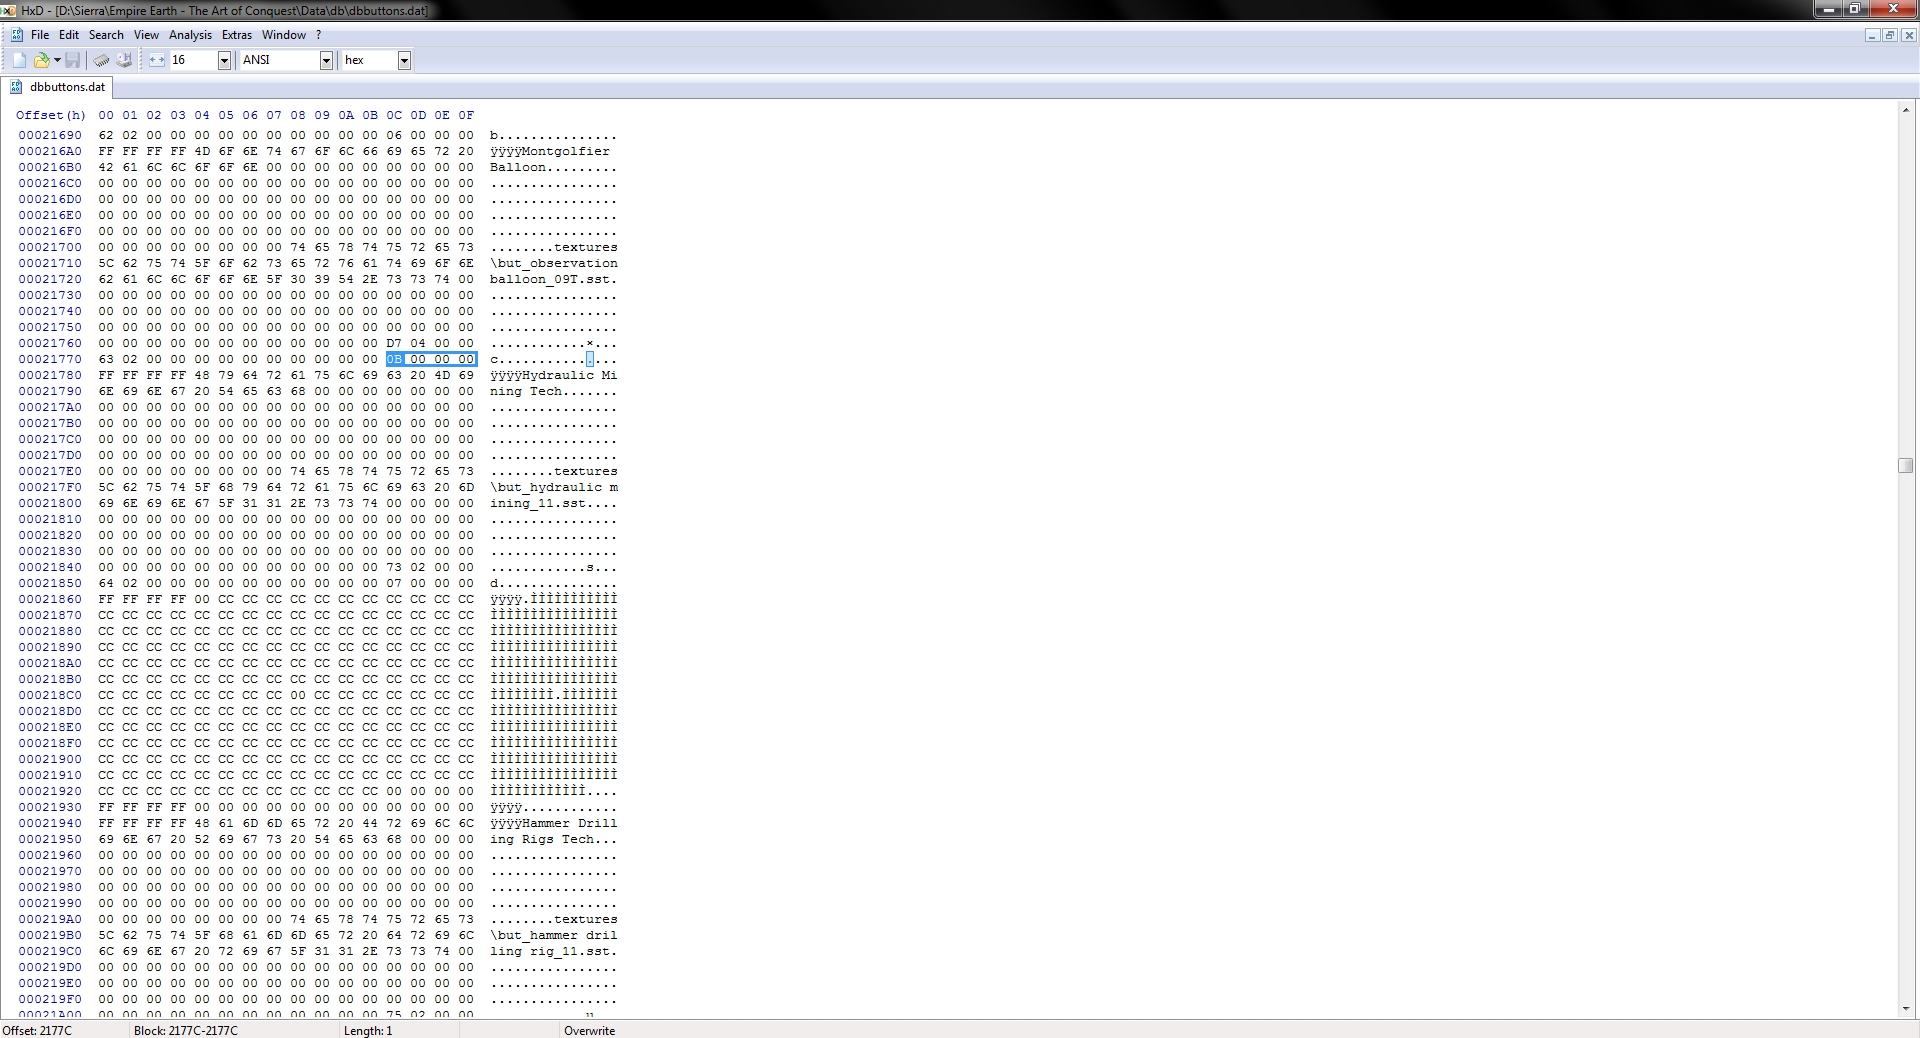 HxD - [D:\Sierra\Empire Earth - The Art of Conquest\Data\db\dbbuttons.dat]
File Edit Search View Analysis Extras Window ?
16 ANSI hex
dbbuttons.dat
Offset(h) 00 01 02 03 04 05 06 07 08 09 0A 0B 0C 0D 0E 0F
00021690 62 02 00 00 00 00 00 00 00 00 00 00 06 00 00 00 b...............
000216A0 FF FF FF FF 4D 6F 6E 74 67 6F 6C 66 69 65 72 20 ÿÿÿÿMontgolfier
000216B0 42 61 6C 6C 6F 6F 6E 00 00 00 00 00 00 00 00 00 Balloon.........
000216C0 00 00 00 00 00 00 00 00 00 00 00 00 00 00 00 00 ................
000216D0 00 00 00 00 00 00 00 00 00 00 00 00 00 00 00 00 ................
000216E0 00 00 00 00 00 00 00 00 00 00 00 00 00 00 00 00 ................
000216F0 00 00 00 00 00 00 00 00 00 00 00 00 00 00 00 00 ................
00021700 00 00 00 00 00 00 00 00 74 65 78 74 75 72 65 73 ........textures
00021710 5C 62 75 74 5F 6F 62 73 65 72 76 61 74 69 6F 6E \but_observation
00021720 62 61 6C 6C 6F 6F 6E 5F 30 39 54 2E 73 73 74 00 balloon_09T.sst.
00021730 00 00 00 00 00 00 00 00 00 00 00 00 00 00 00 00 ................
00021740 00 00 00 00 00 00 00 00 00 00 00 00 00 00 00 00 ................
00021750 00 00 00 00 00 00 00 00 00 00 00 00 00 00 00 00 ................
00021760 00 00 00 00 00 00 00 00 00 00 00 00 D7 04 00 00 ............×...
00021770 63 02 00 00 00 00 00 00 00 00 00 00 0B 00 00 00 c...............
00021780 FF FF FF FF 48 79 64 72 61 75 6C 69 63 20 4D 69 ÿÿÿÿHydraulic Mi
00021790 6E 69 6E 67 20 54 65 63 68 00 00 00 00 00 00 00 ning Tech.......
000217A0 00 00 00 00 00 00 00 00 00 00 00 00 00 00 00 00 ................
000217B0 00 00 00 00 00 00 00 00 00 00 00 00 00 00 00 00 ................
000217C0 00 00 00 00 00 00 00 00 00 00 00 00 00 00 00 00 ................
000217D0 00 00 00 00 00 00 00 00 00 00 00 00 00 00 00 00 ................
000217E0 00 00 00 00 00 00 00 00 74 65 78 74 75 72 65 73 ........textures
000217F0 5C 62 75 74 5F 68 79 64 72 61 75 6C 69 63 20 6D \but_hydraulic m
00021800 69 6E 69 6E 67 5F 31 31 2E 73 73 74 00 00 00 00 ining_11.sst....
00021810 00 00 00 00 00 00 00 00 00 00 00 00 00 00 00 00 ................
00021820 00 00 00 00 00 00 00 00 00 00 00 00 00 00 00 00 ................
00021830 00 00 00 00 00 00 00 00 00 00 00 00 00 00 00 00 ................
00021840 00 00 00 00 00 00 00 00 00 00 00 00 73 02 00 00 ............s...
00021850 64 02 00 00 00 00 00 00 00 00 00 00 07 00 00 00 d...............
00021860 FF FF FF FF 00 CC CC CC CC CC CC CC CC CC CC CC ÿÿÿÿ.ÌÌÌÌÌÌÌÌÌÌÌ
00021870 CC CC CC CC CC CC CC CC CC CC CC CC CC CC CC CC ÌÌÌÌÌÌÌÌÌÌÌÌÌÌÌÌ
00021880 CC CC CC CC CC CC CC CC CC CC CC CC CC CC CC CC ÌÌÌÌÌÌÌÌÌÌÌÌÌÌÌÌ
00021890 CC CC CC CC CC CC CC CC CC CC CC CC CC CC CC CC ÌÌÌÌÌÌÌÌÌÌÌÌÌÌÌÌ
000218A0 CC CC CC CC CC CC CC CC CC CC CC CC CC CC CC CC ÌÌÌÌÌÌÌÌÌÌÌÌÌÌÌÌ
000218B0 CC CC CC CC CC CC CC CC CC CC CC CC CC CC CC CC ÌÌÌÌÌÌÌÌÌÌÌÌÌÌÌÌ
000218C0 CC CC CC CC CC CC CC CC 00 CC CC CC CC CC CC CC ÌÌÌÌÌÌÌÌ.ÌÌÌÌÌÌÌ
000218D0 CC CC CC CC CC CC CC CC CC CC CC CC CC CC CC CC ÌÌÌÌÌÌÌÌÌÌÌÌÌÌÌÌ
000218E0 CC CC CC CC CC CC CC CC CC CC CC CC CC CC CC CC ÌÌÌÌÌÌÌÌÌÌÌÌÌÌÌÌ
000218F0 CC CC CC CC CC CC CC CC CC CC CC CC CC CC CC CC ÌÌÌÌÌÌÌÌÌÌÌÌÌÌÌÌ
00021900 CC CC CC CC CC CC CC CC CC CC CC CC CC CC CC CC ÌÌÌÌÌÌÌÌÌÌÌÌÌÌÌÌ
00021910 CC CC CC CC CC CC CC CC CC CC CC CC CC CC CC CC ÌÌÌÌÌÌÌÌÌÌÌÌÌÌÌÌ
00021920 CC CC CC CC CC CC CC CC CC CC CC CC 00 00 00 00 ÌÌÌÌÌÌÌÌÌÌÌÌ....
00021930 FF FF FF FF 00 00 00 00 00 00 00 00 00 00 00 00 ÿÿÿÿ............
00021940 FF FF FF FF 48 61 6D 6D 65 72 20 44 72 69 6C 6C ÿÿÿÿHammer Drill
00021950 69 6E 67 20 52 69 67 73 20 54 65 63 68 00 00 00 ing Rigs Tech...
00021960 00 00 00 00 00 00 00 00 00 00 00 00 00 00 00 00 ................
00021970 00 00 00 00 00 00 00 00 00 00 00 00 00 00 00 00 ................
00021980 00 00 00 00 00 00 00 00 00 00 00 00 00 00 00 00 ................
00021990 00 00 00 00 00 00 00 00 00 00 00 00 00 00 00 00 ................
000219A0 00 00 00 00 00 00 00 00 74 65 78 74 75 72 65 73 ........textures
000219B0 5C 62 75 74 5F 68 61 6D 6D 65 72 20 64 72 69 6C \but_hammer dril
000219C0 6C 69 6E 67 20 72 69 67 5F 31 31 2E 73 73 74 00 ling rig_11.sst.
000219D0 00 00 00 00 00 00 00 00 00 00 00 00 00 00 00 00 ................
000219E0 00 00 00 00 00 00 00 00 00 00 00 00 00 00 00 00 ................
000219F0 00 00 00 00 00 00 00 00 00 00 00 00 00 00 00 00 ................
00021A00 00 00 00 00 00 00 00 00 00 00 00 00 75 02 00 00 ............u...
Offset: 2177C Block: 2177C-2177C Length: 1 Overwrite